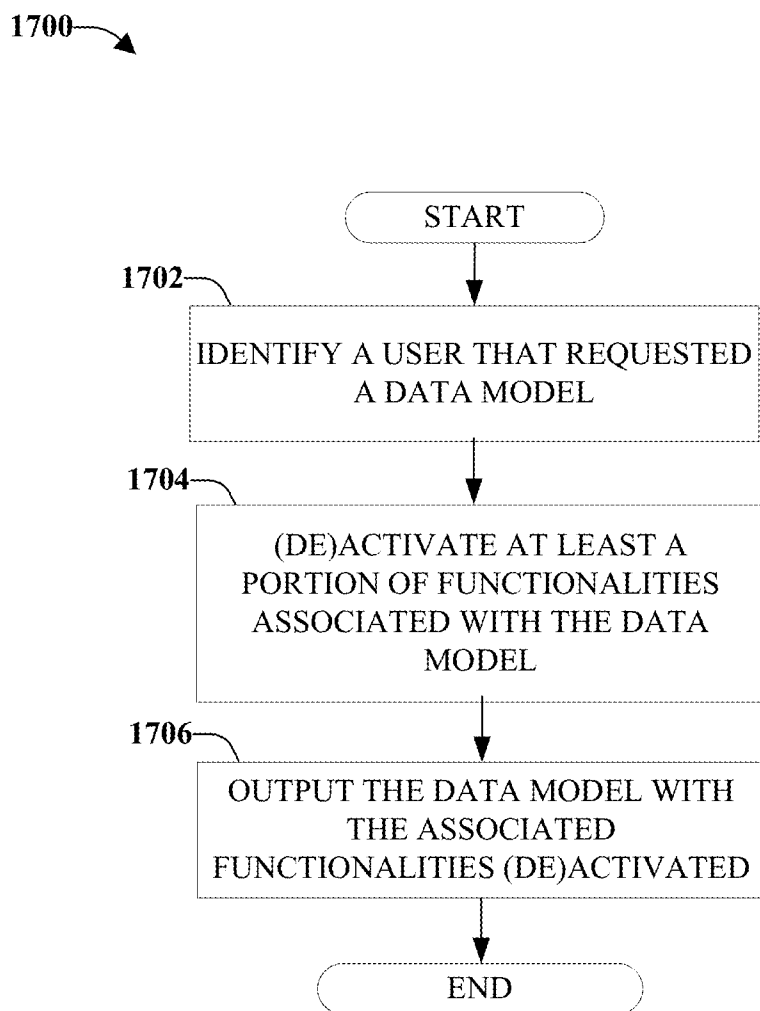 1700
START
1702
IDENTIFY A USER THAT REQUESTED
A DATA MODEL
1704
(DE)ACTIVATE AT LEAST A
PORTION OF FUNCTIONALITIES
ASSOCIATED WITH THE DATA
MODEL
1706
OUTPUT THE DATA MODEL WITH
THE ASSOCIATED
FUNCTIONALITIES (DE)ACTIVATED
END